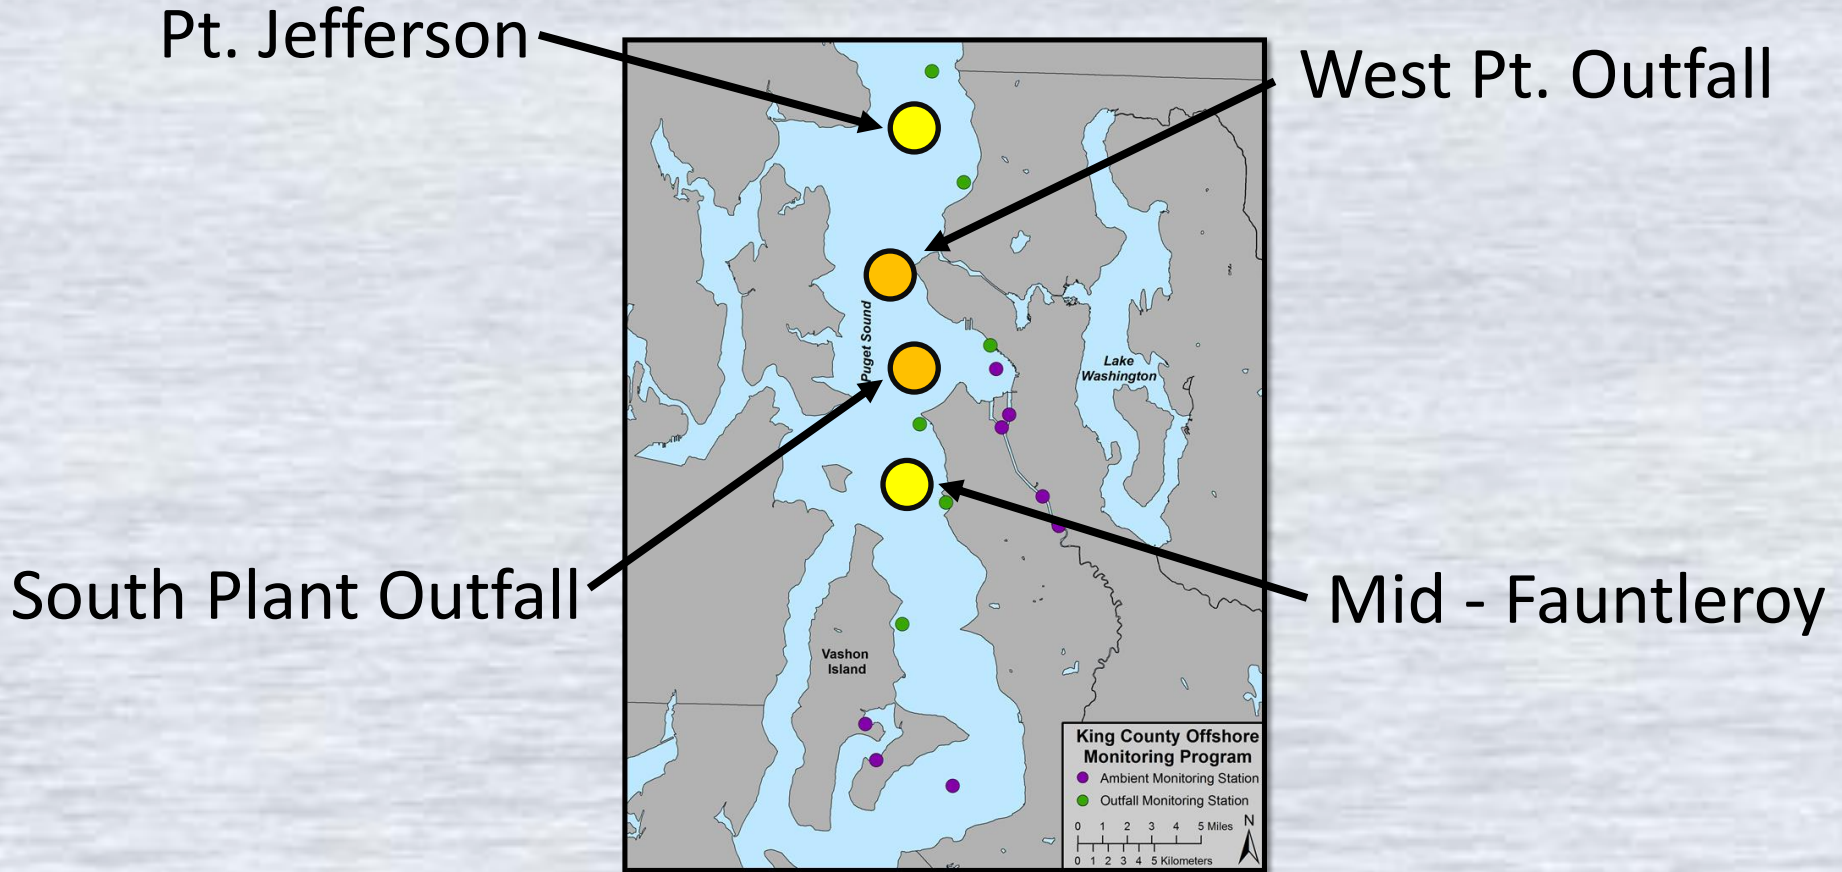 Pt. Jefferson
West Pt. Outfall
Puget Sound
Lake
Washington
South Plant Outfall
Mid - Fauntleroy
Vashon
Island
King County Offshore
Monitoring Program
Ambient Monitoring Station
Outfall Monitoring Station
0 1 2 3 4 5 Miles
N
0 1 2 3 4 5 Kilometers